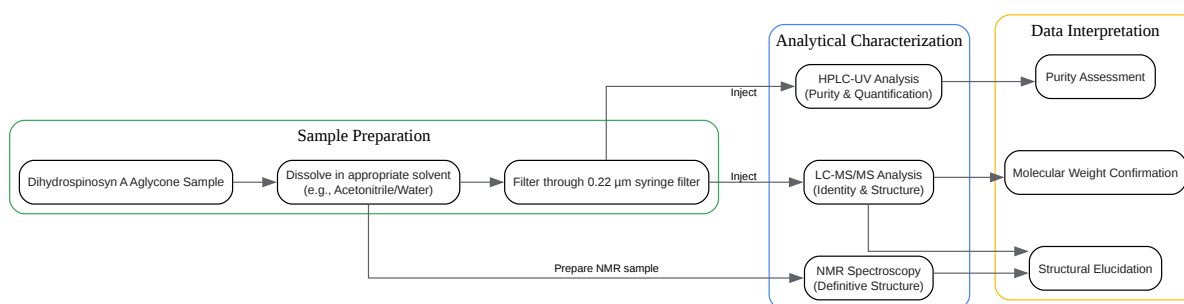 Sample Preparation
Dihydrospinosyn A Aglycone Sample
Dissolve in appropriate solvent
(e.g., Acetonitrile/Water)
Filter through 0.22 µm syringe filter
Inject
Inject
Prepare NMR sample
Analytical Characterization
HPLC-UV Analysis
(Purity & Quantification)
LC-MS/MS Analysis
(Identity & Structure)
NMR Spectroscopy
(Definitive Structure)
Data Interpretation
Purity Assessment
Molecular Weight Confirmation
Structural Elucidation